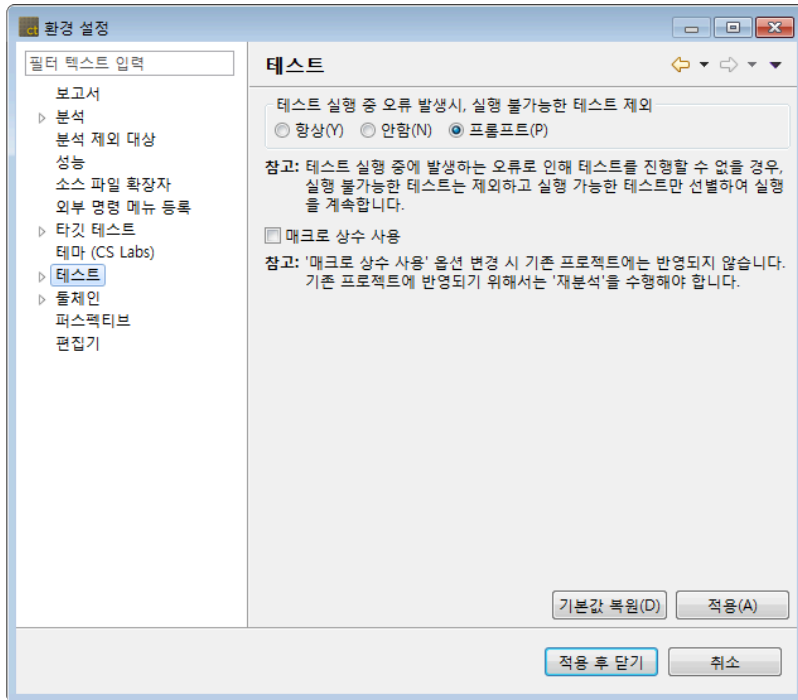 ct 환경 설정
필터 텍스트 입력
보고서
분석
분석 제외 대상
성능
소스 파일 확장자
외부 명령 메뉴 등록
타깃 테스트
테마 (CS Labs)
테스트
툴체인
퍼스펙티브
편집기
테스트
테스트 실행 중 오류 발생시, 실행 불가능한 테스트 제외
항상(Y) 안함(N) 프롬프트(P)
참고: 테스트 실행 중에 발생하는 오류로 인해 테스트를 진행할 수 없을 경우,
실행 불가능한 테스트는 제외하고 실행 가능한 테스트만 선별하여 실행
을 계속합니다.
매크로 상수 사용
참고: '매크로 상수 사용' 옵션 변경 시 기존 프로젝트에는 반영되지 않습니다.
기존 프로젝트에 반영되기 위해서는 '재분석'을 수행해야 합니다.
기본값 복원(D) 적용(A)
적용 후 닫기 취소